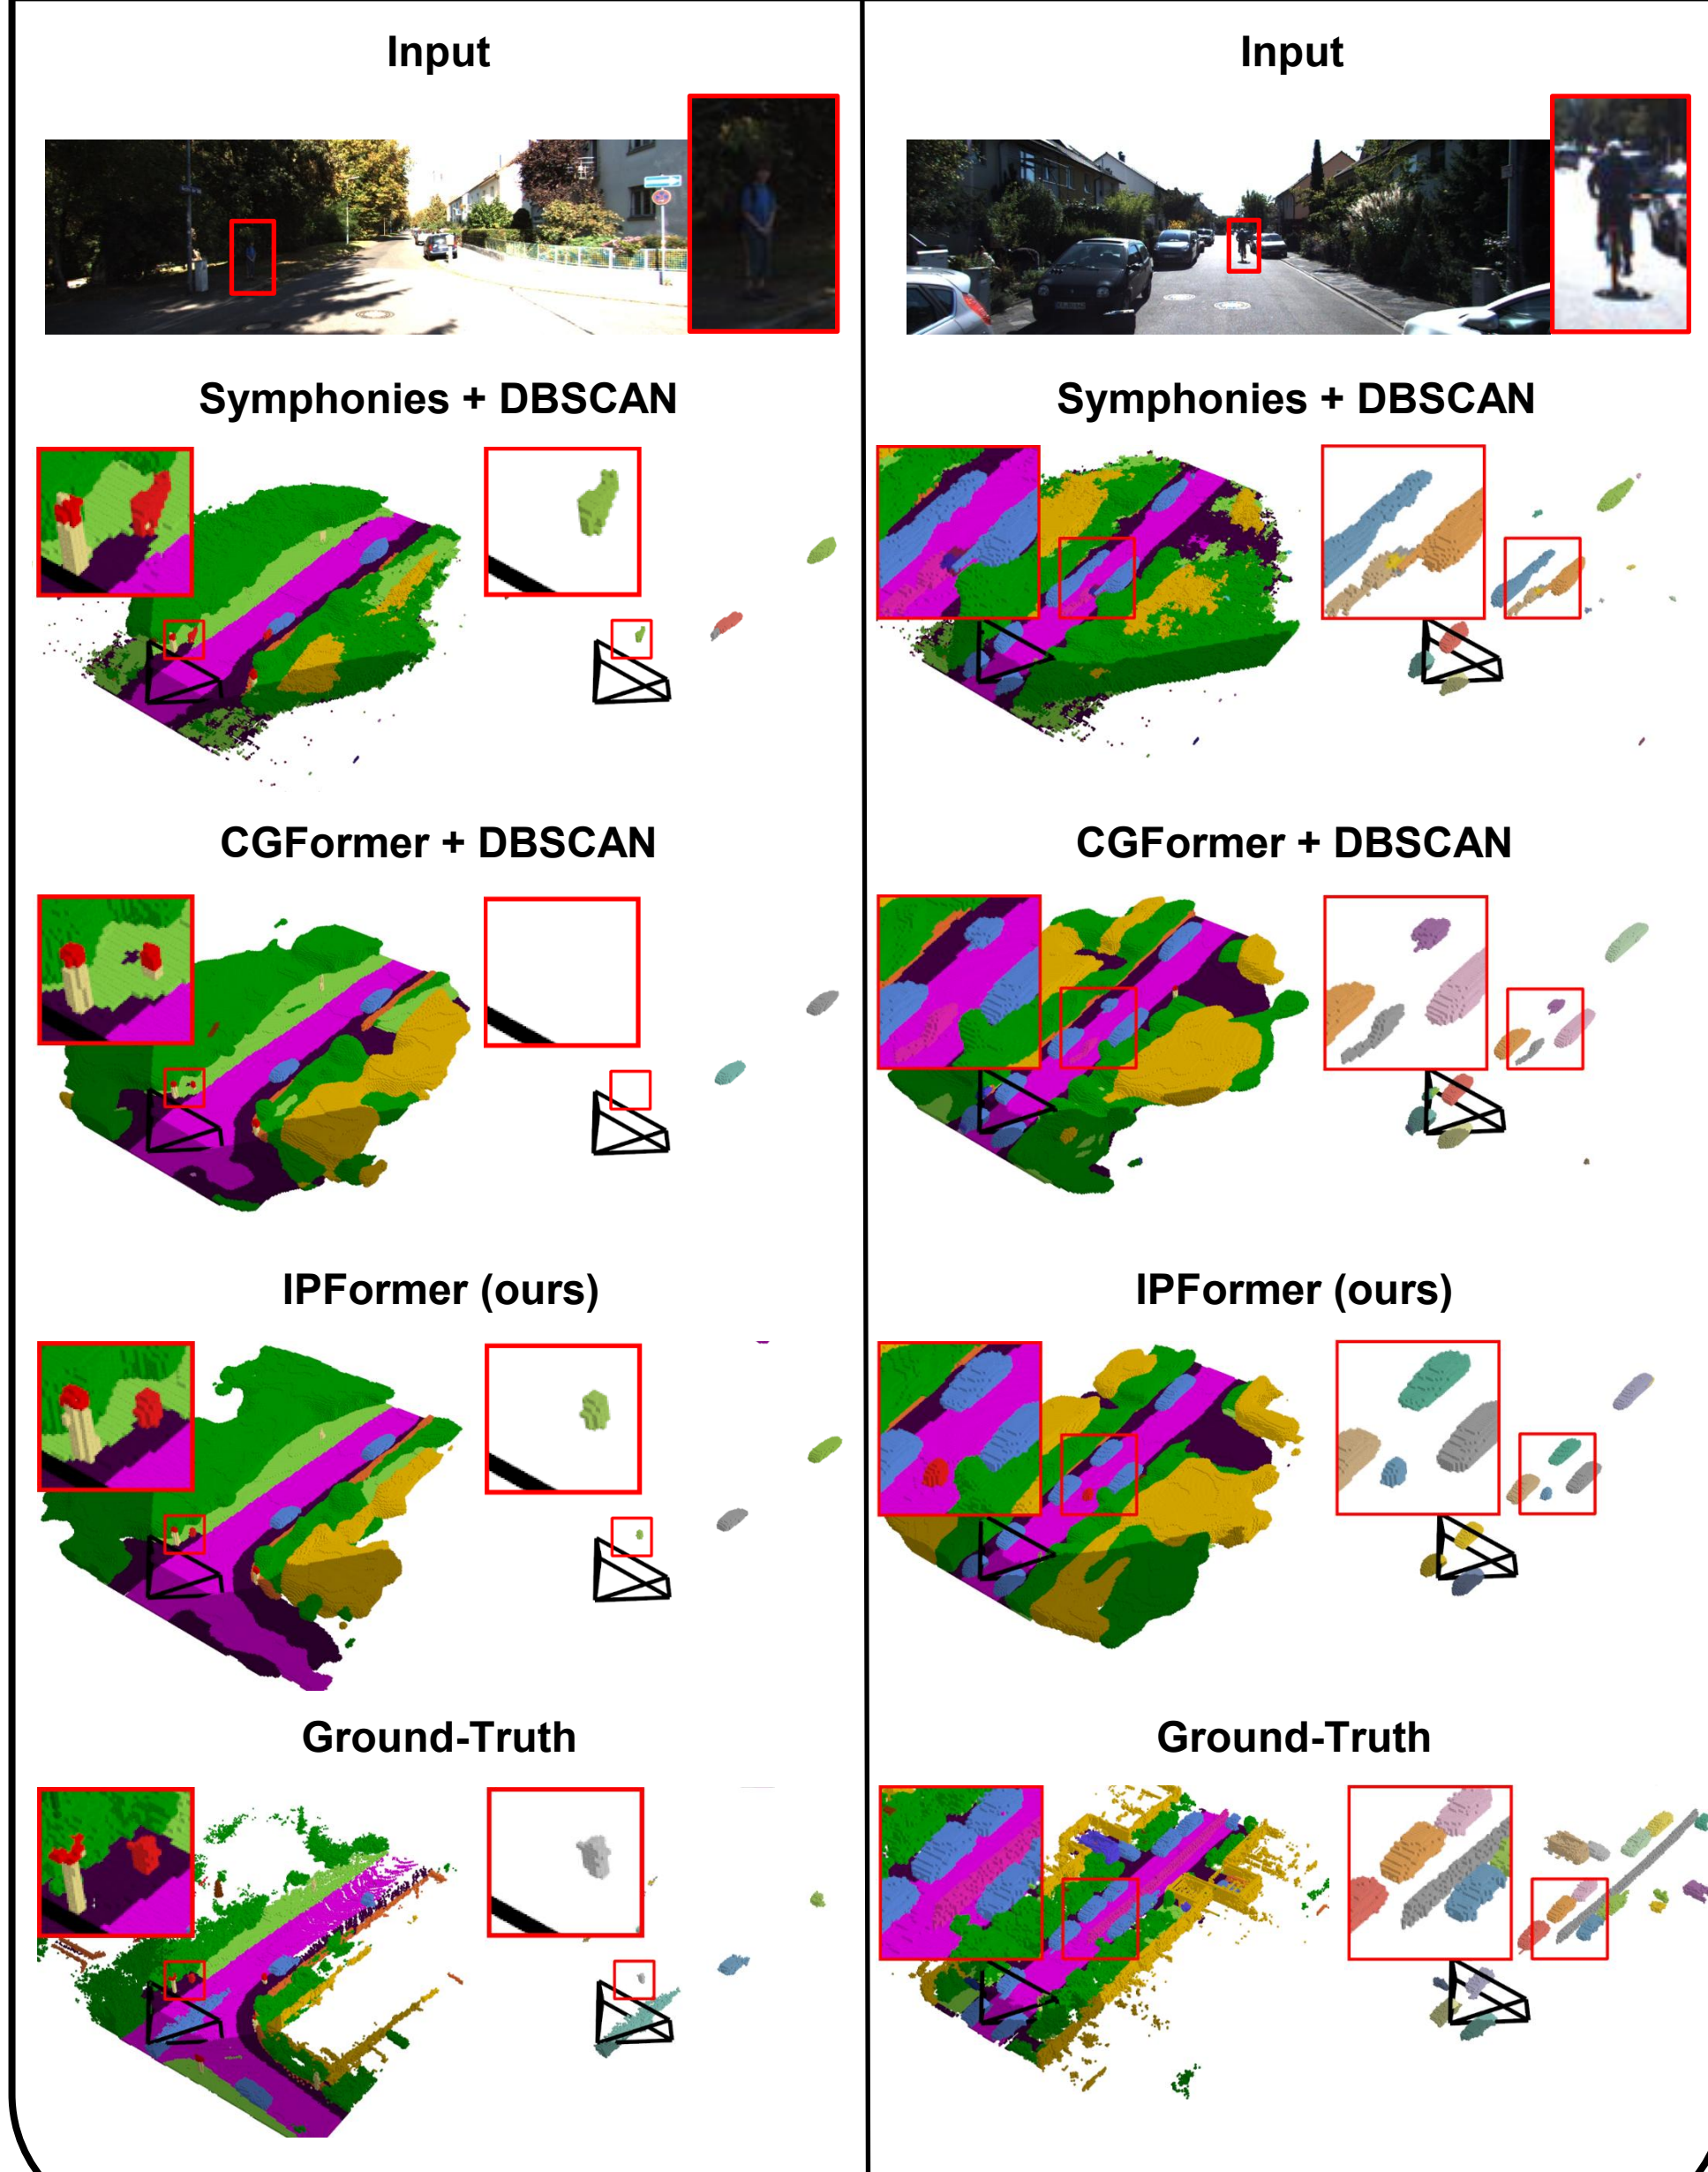 Input
Input
Symphonies + DBSCAN
Symphonies + DBSCAN
CGFormer + DBSCAN
CGFormer + DBSCAN
IPFormer (ours)
IPFormer (ours)
Ground-Truth
Ground-Truth